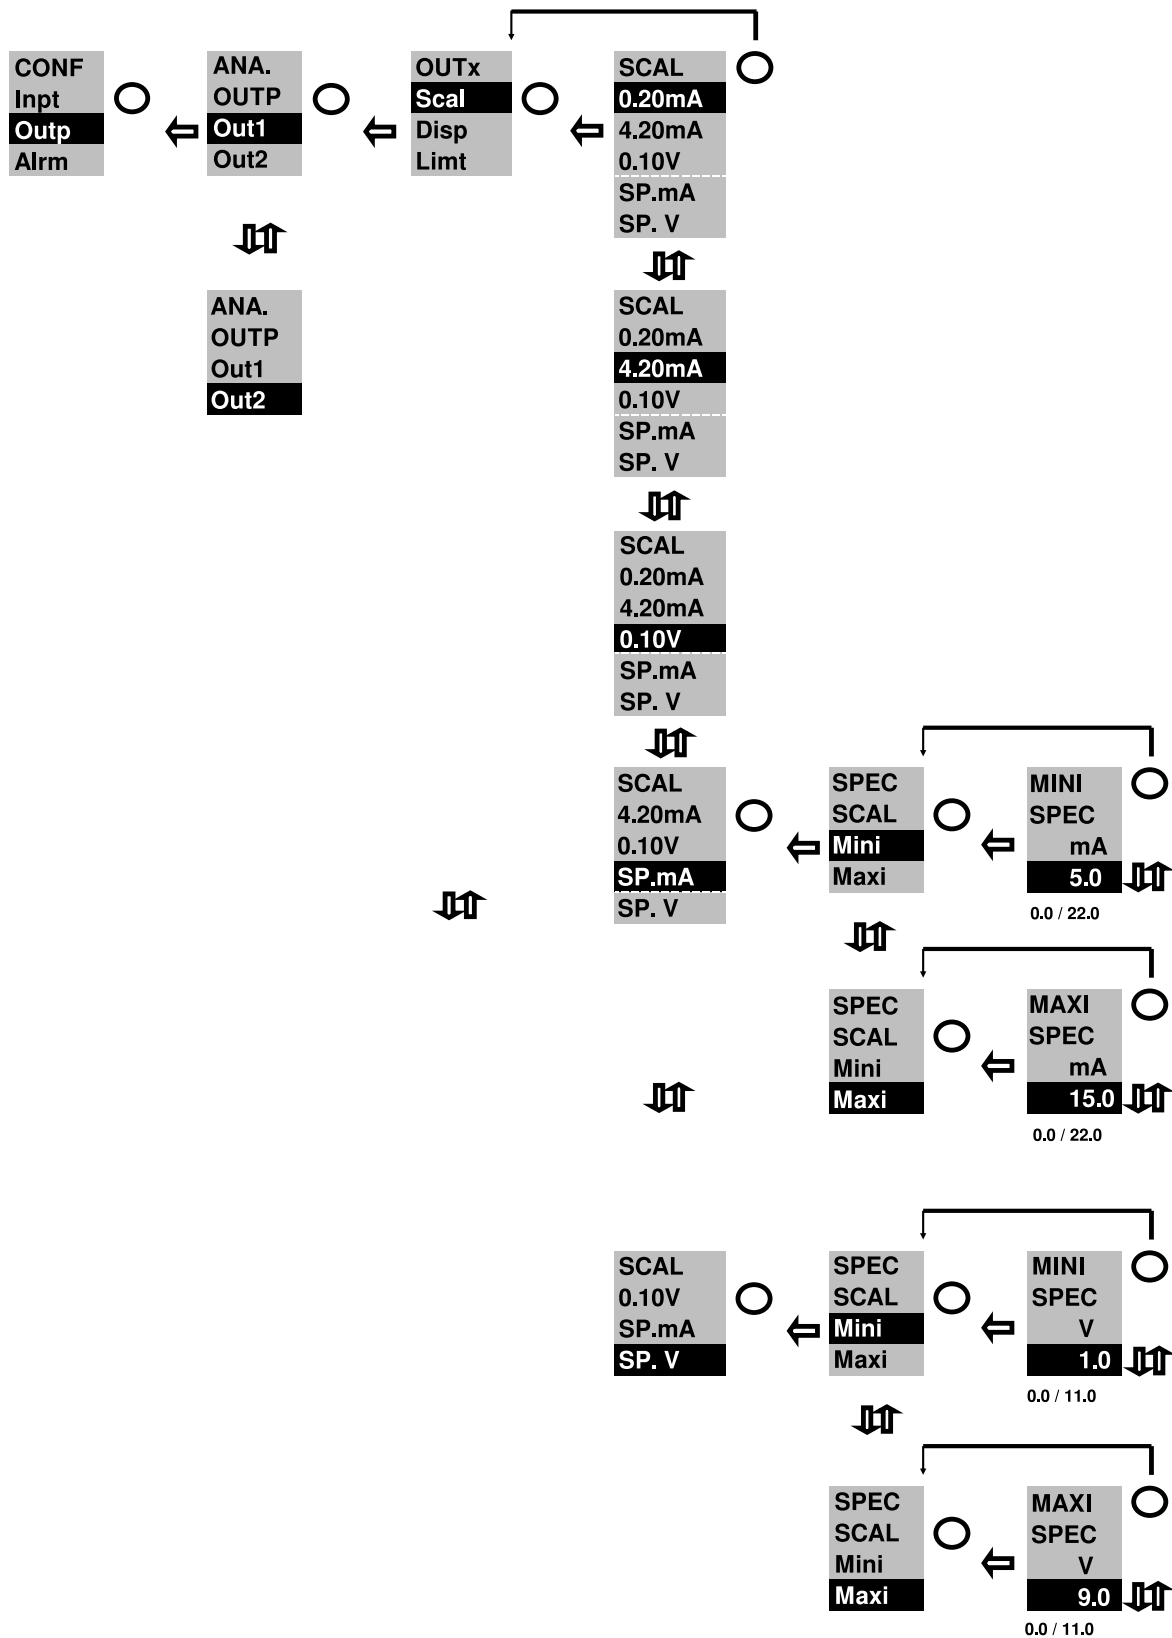 CONF
Inpt
Outp
Alrm
ANA.
OUTP
Out1
Out2
OUTx
Scal
Disp
Limt
SCAL
0.20mA
4.20mA
0.10V
SP.mA
SP. V
ANA.
OUTP
Out1
Out2
SCAL
0.20mA
4.20mA
0.10V
SP.mA
SP. V
SCAL
0.20mA
4.20mA
0.10V
SP.mA
SP. V
SCAL
4.20mA
0.10V
SP.mA
SP. V
SPEC
SCAL
Mini
Maxi
MINI
SPEC
mA
5.0
0.0 / 22.0
SPEC
SCAL
Mini
Maxi
MAXI
SPEC
mA
15.0
0.0 / 22.0
SCAL
0.10V
SP.mA
SP. V
SPEC
SCAL
Mini
Maxi
MINI
SPEC
V
1.0
0.0 / 11.0
SPEC
SCAL
Mini
Maxi
MAXI
SPEC
V
9.0
0.0 / 11.0